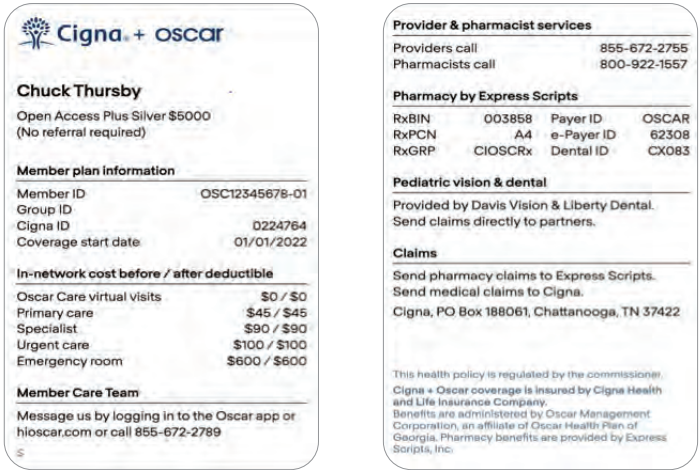 Cigna + oscar
Chuck Thursby
Open Access Plus Silver $5000
(No referral required)
Member plan information
Member ID OSC12345678-01
Group ID
Cigna ID 0224764
Coverage start date 01/01/2022
In-network cost before / after deductible
Oscar Care virtual visits $0 / $0
Primary care $45 / $45
Specialist $90 / $90
Urgent care $100 / $100
Emergency room $600 / $600
Member Care Team
Message us by logging in to the Oscar app or
hioscar.com or call 855-672-2789
S
Provider & pharmacist services
Providers call 855-672-2755
Pharmacists call 800-922-1557
Pharmacy by Express Scripts
RxBIN 003858 Payer ID OSCAR
RxPCN A4 e-Payer ID 62308
RxGRP CIOSCRx Dental ID CX083
Pediatric vision & dental
Provided by Davis Vision & Liberty Dental.
Send claims directly to partners.
Claims
Send pharmacy claims to Express Scripts.
Send medical claims to Cigna.
Cigna, PO Box 188061, Chattanooga, TN 37422
This health policy is regulated by the commissioner.
Cigna + Oscar coverage is insured by Cigna Health
and Life Insurance Company.
Benefits are administered by Oscar Management
Corporation, an affiliate of Oscar Health Plan of
Georgia. Pharmacy benefits are provided by Express
Scripts, Inc.